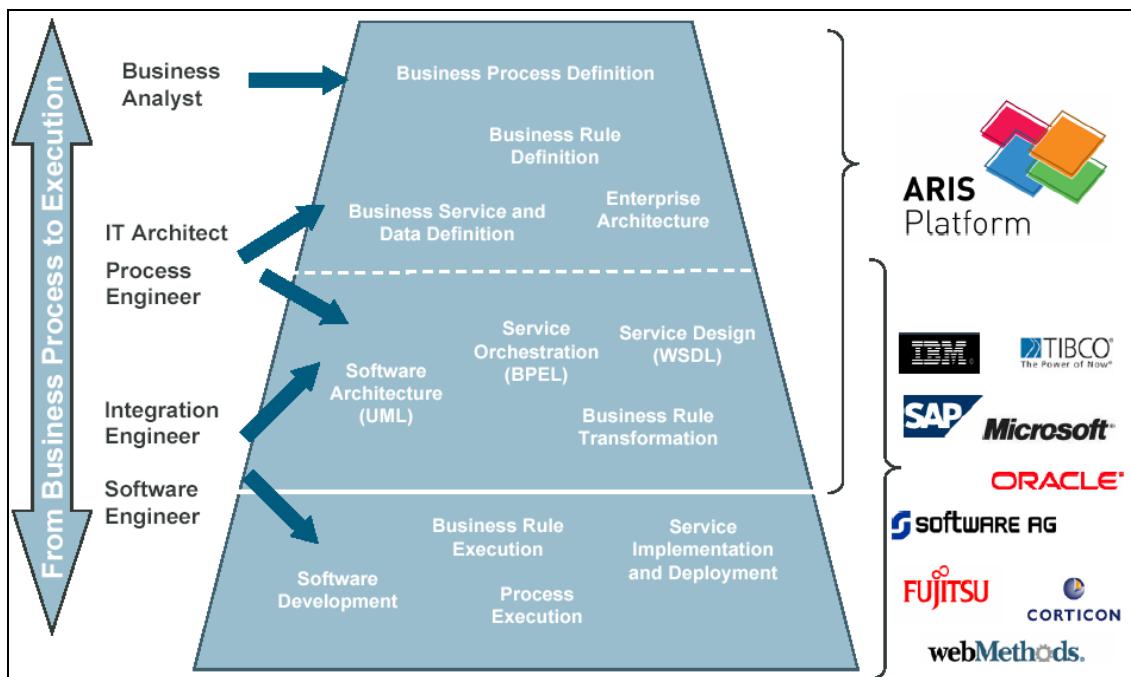 From Business Process to Execution
Business
Analyst
IT Architect
Process
Engineer
Integration
Engineer
Software
Engineer
Business Process Definition
Business Rule
Definition
Business Service and
Data Definition
Enterprise
Architecture
Software
Architecture
(UML)
Service
Orchestration
(BPEL)
Service Design
(WSDL)
Business Rule
Transformation
Software
Development
Business Rule
Execution
Process
Execution
Service
Implementation
and Deployment
ARIS
Platform
IBM®
TIBCO®
The Power of Now®
SAP
Microsoft®
ORACLE®
SOFTWARE AG
FUJITSU
CORTICON
webMethods.